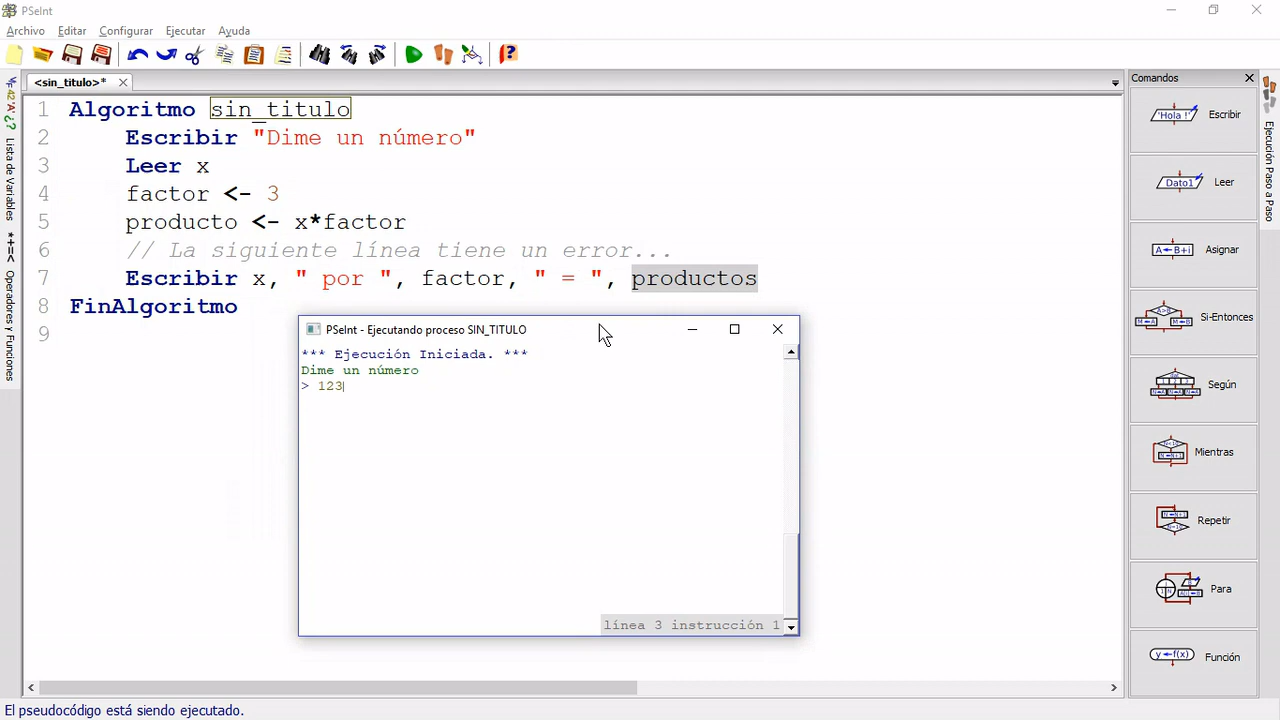 PSeInt
Archivo Editar Configurar Ejecutar Ayuda
<sin_titulo>*
1 Algoritmo sin_titulo
2 Escribir "Dime un número"
3 Leer x
4 factor <- 3
5 producto <- x*factor
6 // La siguiente línea tiene un error...
7 Escribir x, " por ", factor, " = ", productos
8 FinAlgoritmo
9
PSeInt - Ejecutando proceso SIN_TITULO
*** Ejecución Iniciada. ***
Dime un número
> 123
línea 3 instrucción 1
Lista de Variables
Operadores y Funciones
Comandos
'Hola !' Escribir
Dato1 Leer
A←B+i Asignar
Si-Entonces
Según
Mientras
Repetir
Para
y←f(x) Función
Ejecución Paso a Paso
El pseudocódigo está siendo ejecutado.